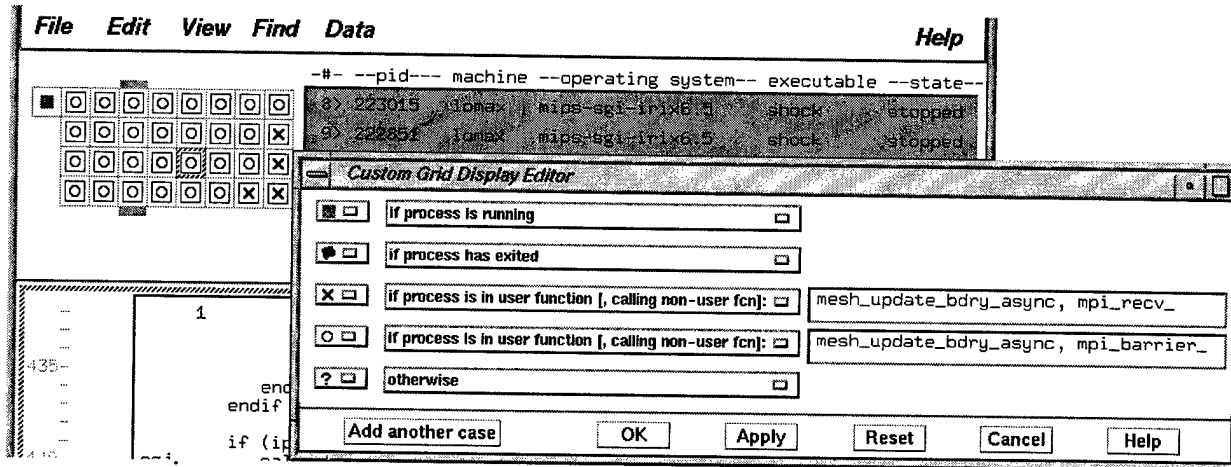 File Edit View Find Data Help
-#- --pid--- machine --operating system-- executable --state--
8> 223015 lomax mips-sgi-irix6.5 shock stopped
9> 222851 lomax mips-sgi-irix6.5 shock stopped
Custom Grid Display Editor
if process is running
if process has exited
if process is in user function [, calling non-user fcn]: mesh_update_bdry_async, mpi_recv_
if process is in user function [, calling non-user fcn]: mesh_update_bdry_async, mpi_barrier_
? otherwise
Add another case OK Apply Reset Cancel Help
1
435-
end
endif
if (ip